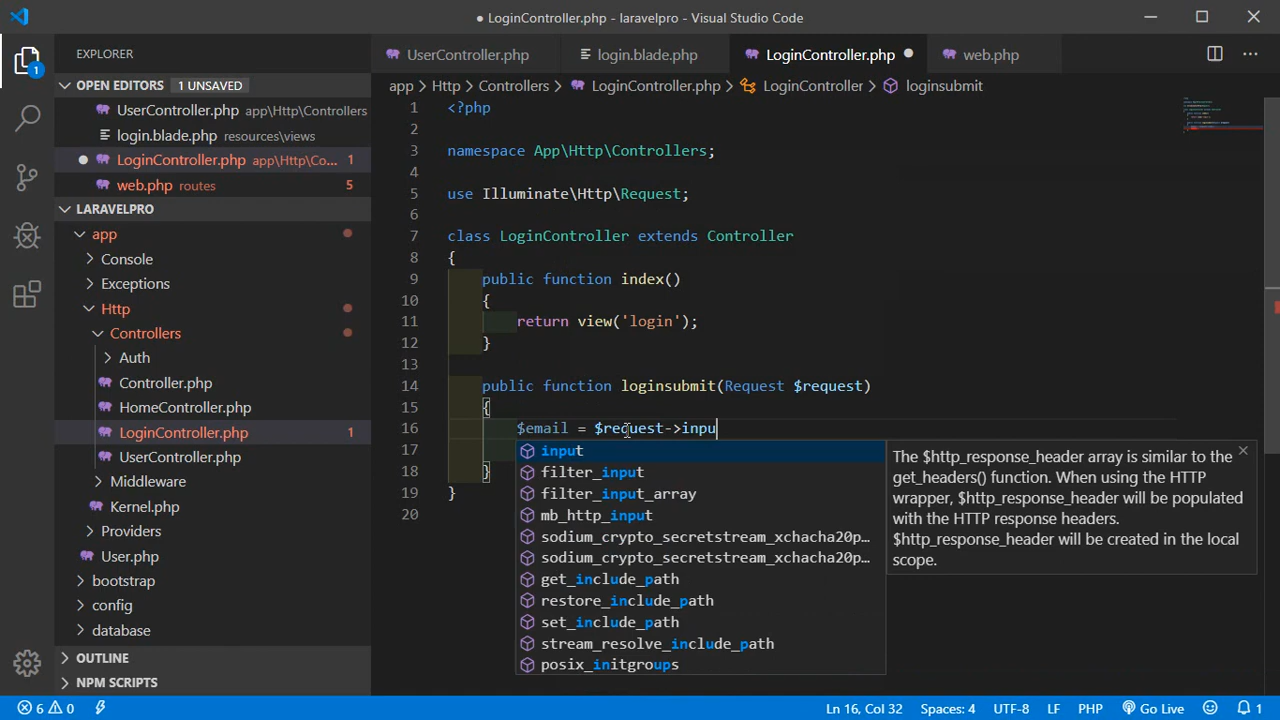 LoginController.php - laravelpro - Visual Studio Code
EXPLORER
OPEN EDITORS 1 UNSAVED
UserController.php app\Http\Controllers
login.blade.php resources\views
LoginController.php app\Http\Co... 1
web.php routes 5
LARAVELPRO
app
Console
Exceptions
Http
Controllers
Auth
Controller.php
HomeController.php
LoginController.php 1
UserController.php
Middleware
Kernel.php
Providers
User.php
bootstrap
config
database
OUTLINE
NPM SCRIPTS
1
UserController.php login.blade.php LoginController.php web.php
app > Http > Controllers > LoginController.php > LoginController > loginsubmit
1 <?php
2
3 namespace App\Http\Controllers;
4
5 use Illuminate\Http\Request;
6
7 class LoginController extends Controller
8 {
9 public function index()
10 {
11 return view('login');
12 }
13
14 public function loginsubmit(Request $request)
15 {
16 $email = $request->inpu
17
18 }
19 }
20
input
filter_input
filter_input_array
mb_http_input
sodium_crypto_secretstream_xchacha20p...
sodium_crypto_secretstream_xchacha20p...
get_include_path
restore_include_path
set_include_path
stream_resolve_include_path
posix_initgroups
The $http_response_header array is similar to the
get_headers() function. When using the HTTP
wrapper, $http_response_header will be populated
with the HTTP response headers.
$http_response_header will be created in the local
scope.
6 0 Ln 16, Col 32 Spaces: 4 UTF-8 LF PHP Go Live 1